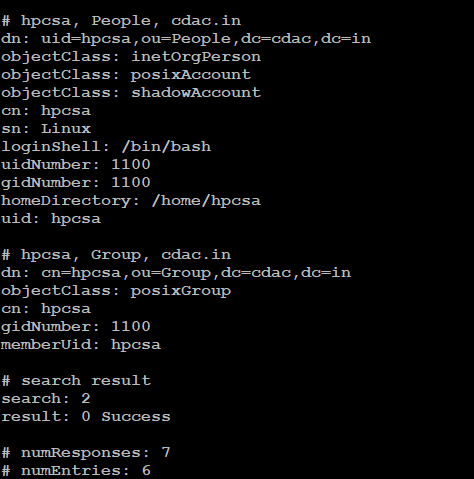 # hpcsa, People, cdac.in
dn: uid=hpcsa,ou=People,dc=cdac,dc=in
objectClass: inetOrgPerson
objectClass: posixAccount
objectClass: shadowAccount
cn: hpcsa
sn: Linux
loginShell: /bin/bash
uidNumber: 1100
gidNumber: 1100
homeDirectory: /home/hpcsa
uid: hpcsa
# hpcsa, Group, cdac.in
dn: cn=hpcsa,ou=Group,dc=cdac,dc=in
objectClass: posixGroup
cn: hpcsa
gidNumber: 1100
memberUid: hpcsa
# search result
search: 2
result: 0 Success
# numResponses: 7
# numEntries: 6